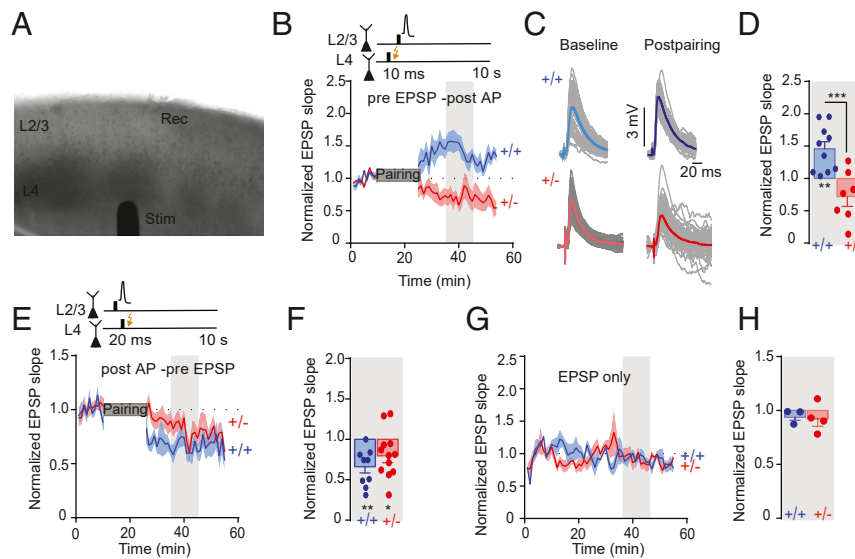 A
L2/3
Rec
L4
Stim
B
L2/3
L4
10 ms
10 s
pre EPSP -post AP
Normalized EPSP slope
2.5
2.0
1.5
1.0
0.5
0
Pairing
+/+
+/-
0
20
40
60
Time (min)
C
Baseline
Postpairing
+/+
3 mV
20 ms
+/-
D
Normalized EPSP slope
2.5
2.0
1.5
1.0
0.5
0
***
**
+/+
E
L2/3
L4
20 ms
10 s
post AP -pre EPSP
Normalized EPSP slope
1.5
1.0
0.5
0
Pairing
+/-
+/+
0
20
40
60
Time (min)
F
Normalized EPSP slope
2.0
1.5
1.0
0.5
0
**
*
+/+
+/-
G
EPSP only
Normalized EPSP slope
2.5
2.0
1.5
1.0
0.5
0
+/+
+/-
0
20
40
60
Time (min)
H
Normalized EPSP slope
1.5
1.0
0.5
0
+/+
+/-